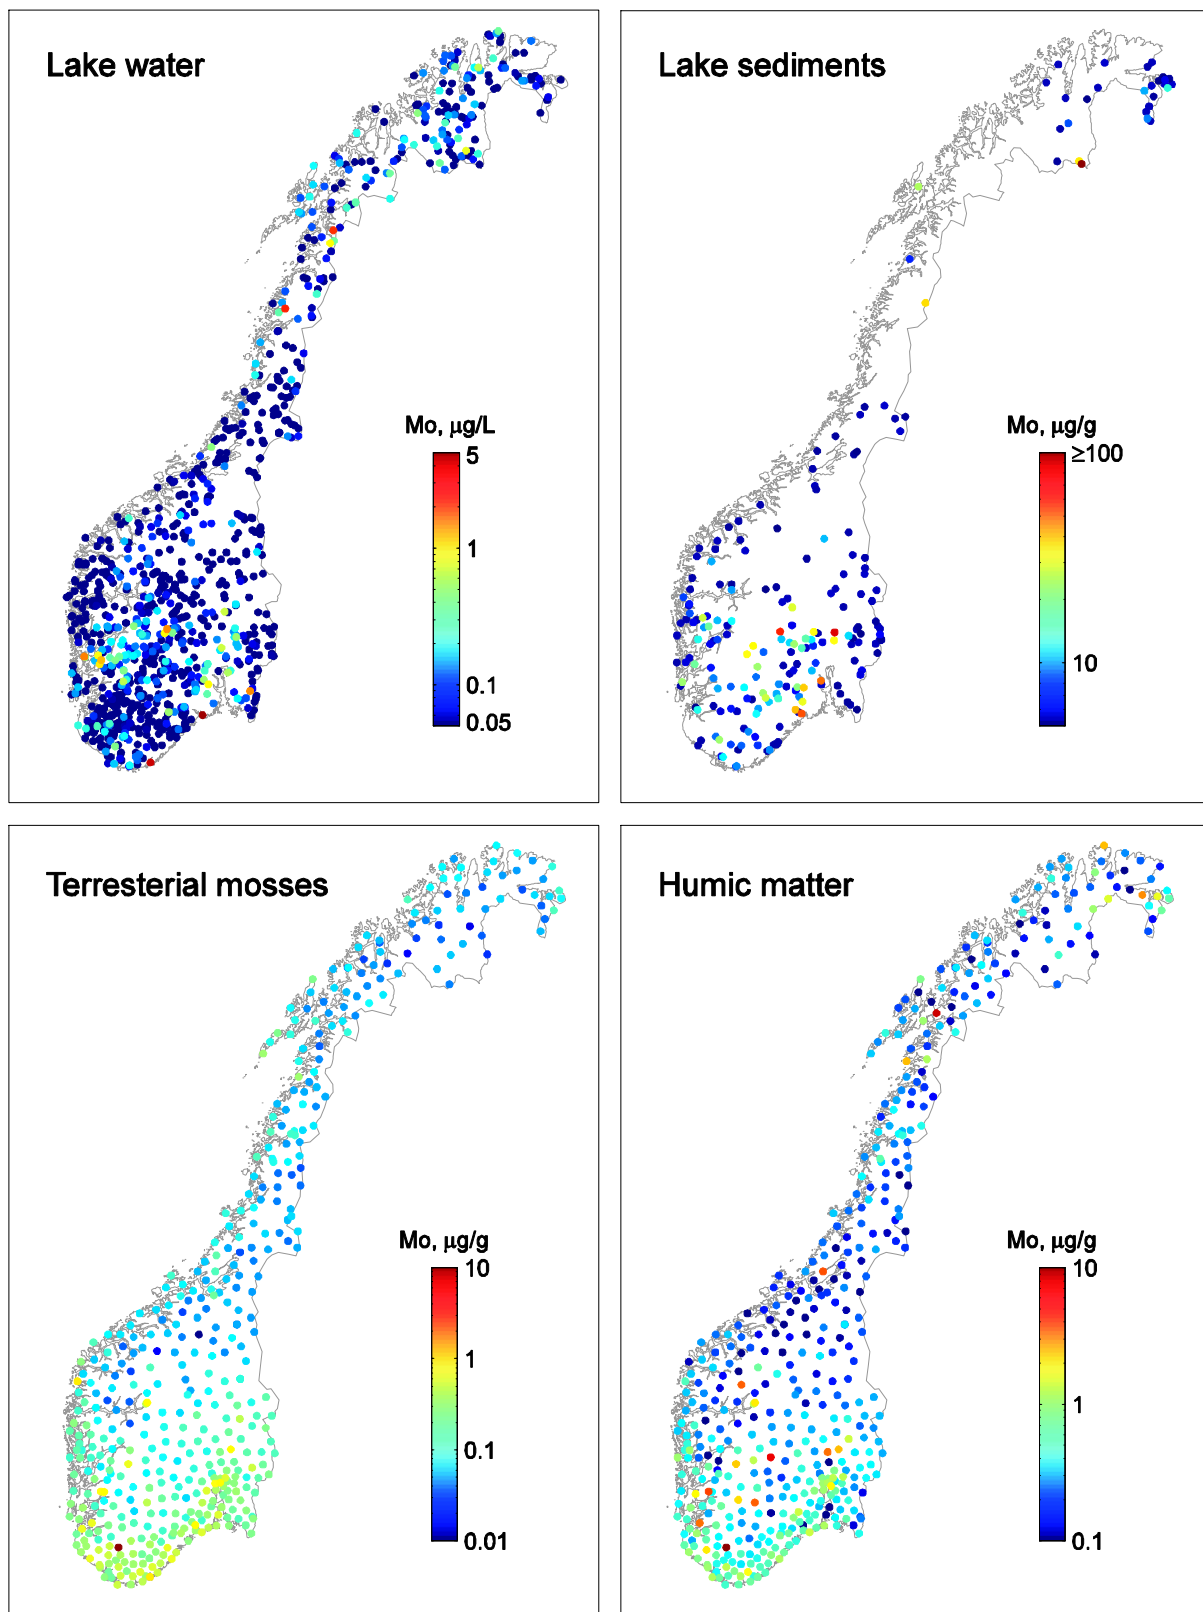 Lake water
Mo, µg/L
5
1
0.1
0.05
Lake sediments
Mo, µg/g
≥100
10
Terresterial mosses
Mo, µg/g
10
1
0.1
0.01
Humic matter
Mo, µg/g
10
1
0.1